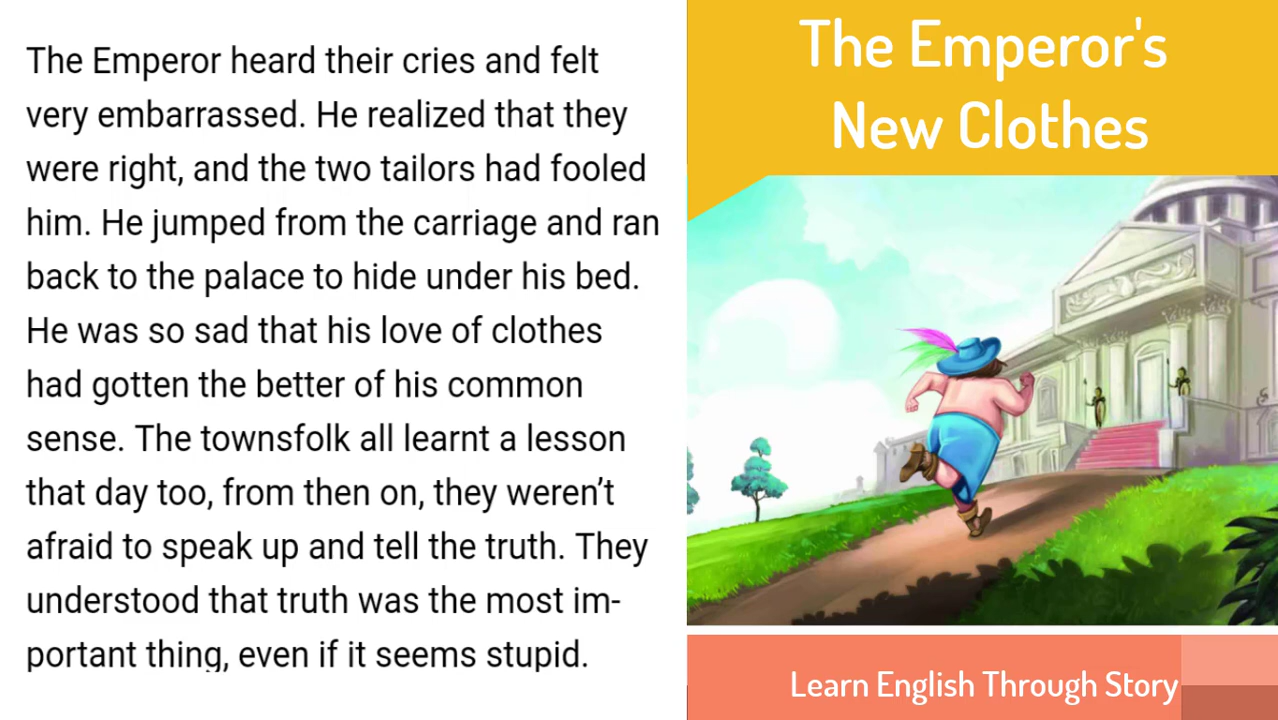 The Emperor heard their cries and felt
very embarrassed. He realized that they
were right, and the two tailors had fooled
him. He jumped from the carriage and ran
back to the palace to hide under his bed.
He was so sad that his love of clothes
had gotten the better of his common
sense. The townsfolk all learnt a lesson
that day too, from then on, they weren’t
afraid to speak up and tell the truth. They
understood that truth was the most im-
portant thing, even if it seems stupid.
The Emperor's
New Clothes
Learn English Through Story